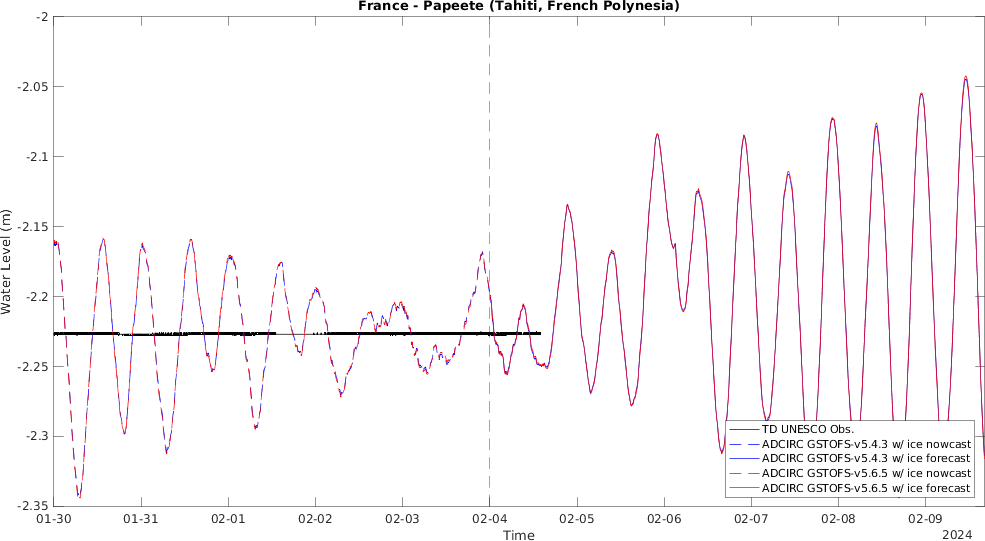 France - Papeete (Tahiti, French Polynesia)
-2
-2.05
-2.1
-2.15
-2.2
-2.25
-2.3
-2.35
Water Level (m)
01-30 01-31 02-01 02-02 02-03 02-04 02-05 02-06 02-07 02-08 02-09
Time
2024
TD UNESCO Obs.
ADCIRC GSTOFS-v5.4.3 w/ ice nowcast
ADCIRC GSTOFS-v5.4.3 w/ ice forecast
ADCIRC GSTOFS-v5.6.5 w/ ice nowcast
ADCIRC GSTOFS-v5.6.5 w/ ice forecast